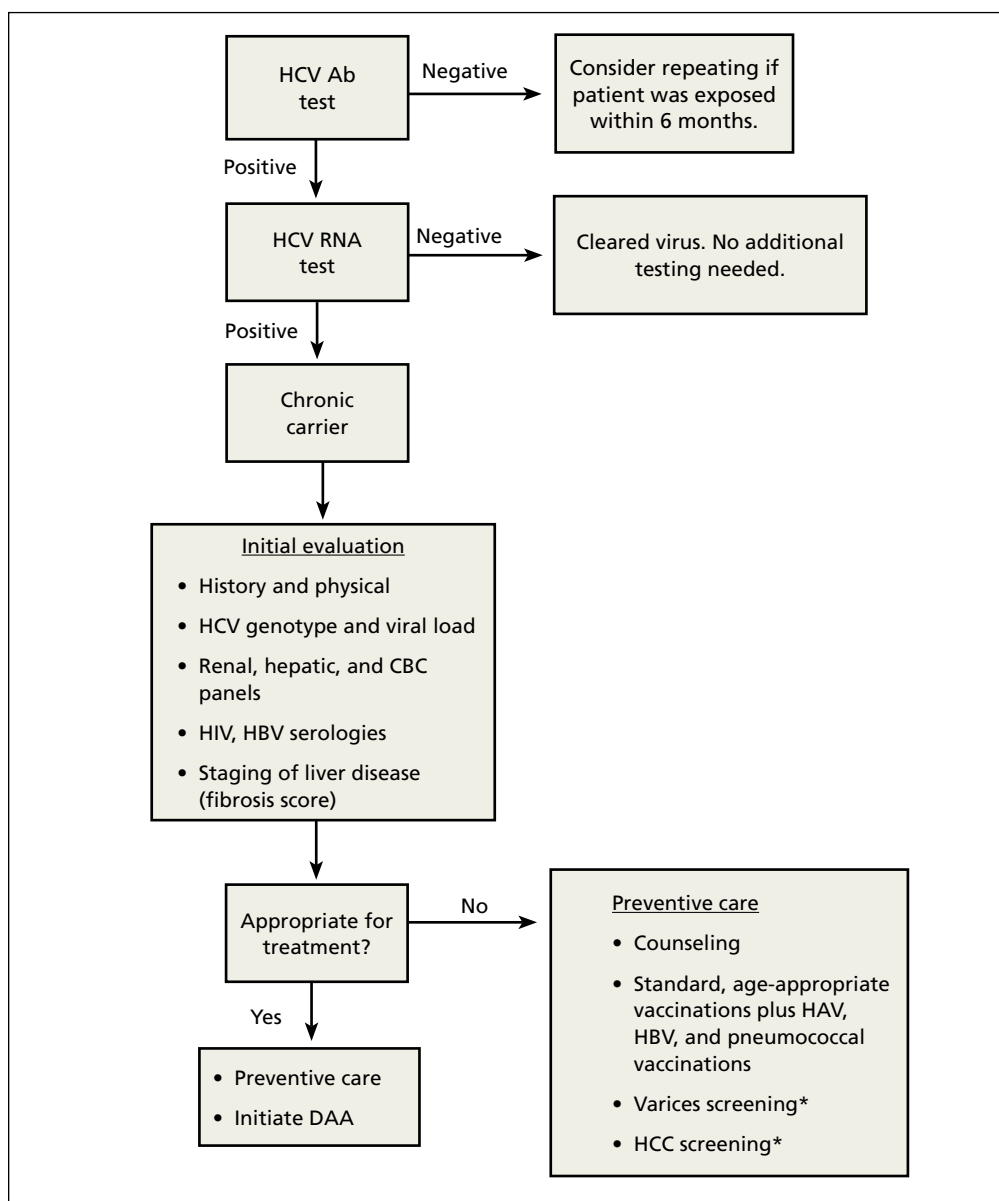 HCV Ab
test
Negative
Consider repeating if
patient was exposed
within 6 months.
Positive
HCV RNA
test
Negative
Cleared virus. No additional
testing needed.
Positive
Chronic
carrier
Initial evaluation
• History and physical
• HCV genotype and viral load
• Renal, hepatic, and CBC
panels
• HIV, HBV serologies
• Staging of liver disease
(fibrosis score)
Appropriate for
treatment?
No
Preventive care
• Counseling
• Standard, age-appropriate
vaccinations plus HAV,
HBV, and pneumococcal
vaccinations
• Varices screening*
• HCC screening*
Yes
• Preventive care
• Initiate DAA